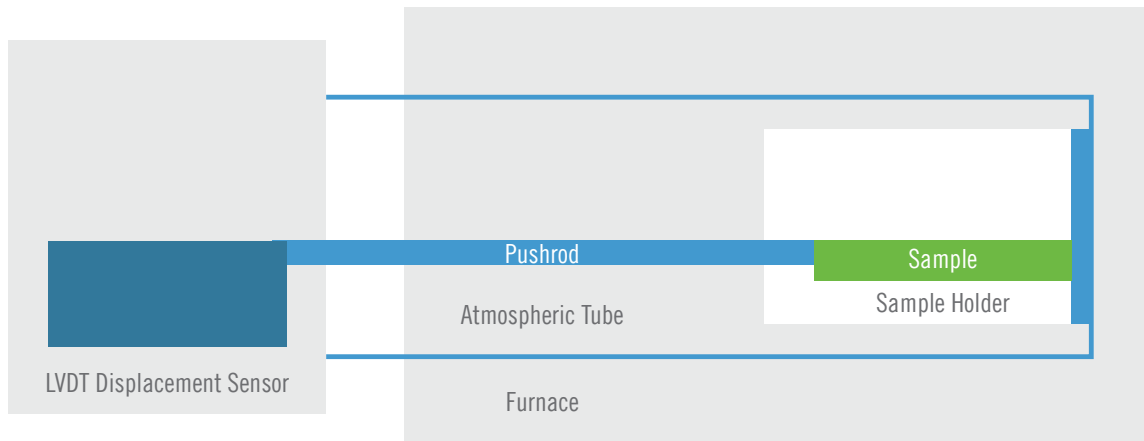 Pushrod
Sample
Sample Holder
Atmospheric Tube
LVDT Displacement Sensor
Furnace